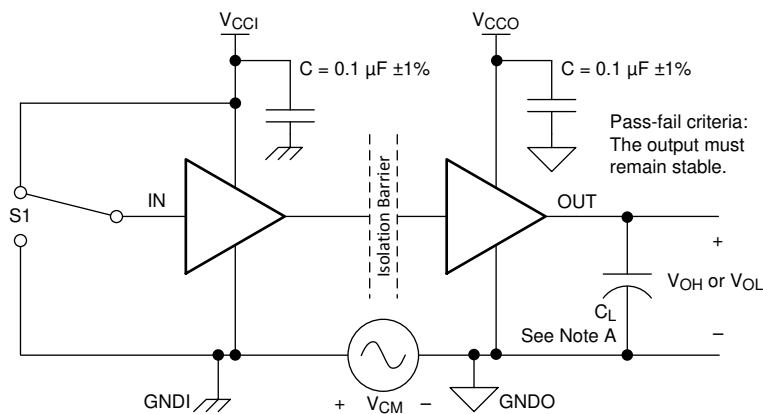 VCCI
VCCO
C = 0.1 µF ±1%
C = 0.1 µF ±1%
Pass-fail criteria:
The output must
remain stable.
S1
IN
Isolation Barrier
OUT
+
VOH or VOL
CL
See Note A
–
GNDI
+ VCM –
GNDO